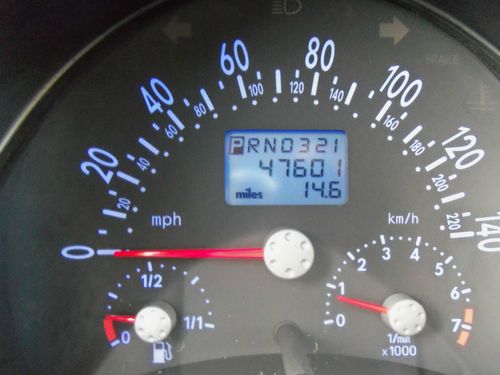 BRAKE
60 80
100 120
40 100
80 140
60 160
20 40 180 120
20 200
220 140
PRND321
47601
miles 14.6
mph km/h
0
1/2 3 4
2 5
1 6
0 1/1 0 7
1/min
x1000